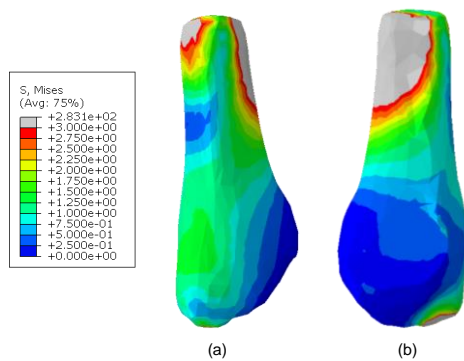 S, Mises
(Avg: 75%)
+2.831e+02
+3.000e+00
+2.750e+00
+2.500e+00
+2.250e+00
+2.000e+00
+1.750e+00
+1.500e+00
+1.250e+00
+1.000e+00
+7.500e-01
+5.000e-01
+2.500e-01
+0.000e+00
(a)
(b)